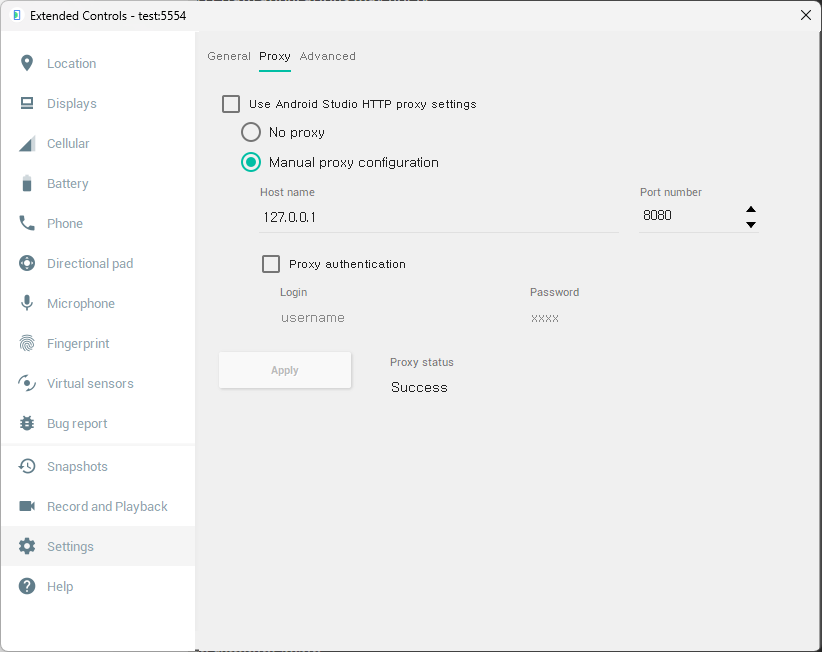 Extended Controls - test:5554
Location
Displays
Cellular
Battery
Phone
Directional pad
Microphone
Fingerprint
Virtual sensors
Bug report
Snapshots
Record and Playback
Settings
Help
General Proxy Advanced
Use Android Studio HTTP proxy settings
No proxy
Manual proxy configuration
Host name Port number
127.0.0.1 8080
Proxy authentication
Login Password
username xxxx
Apply
Proxy status
Success